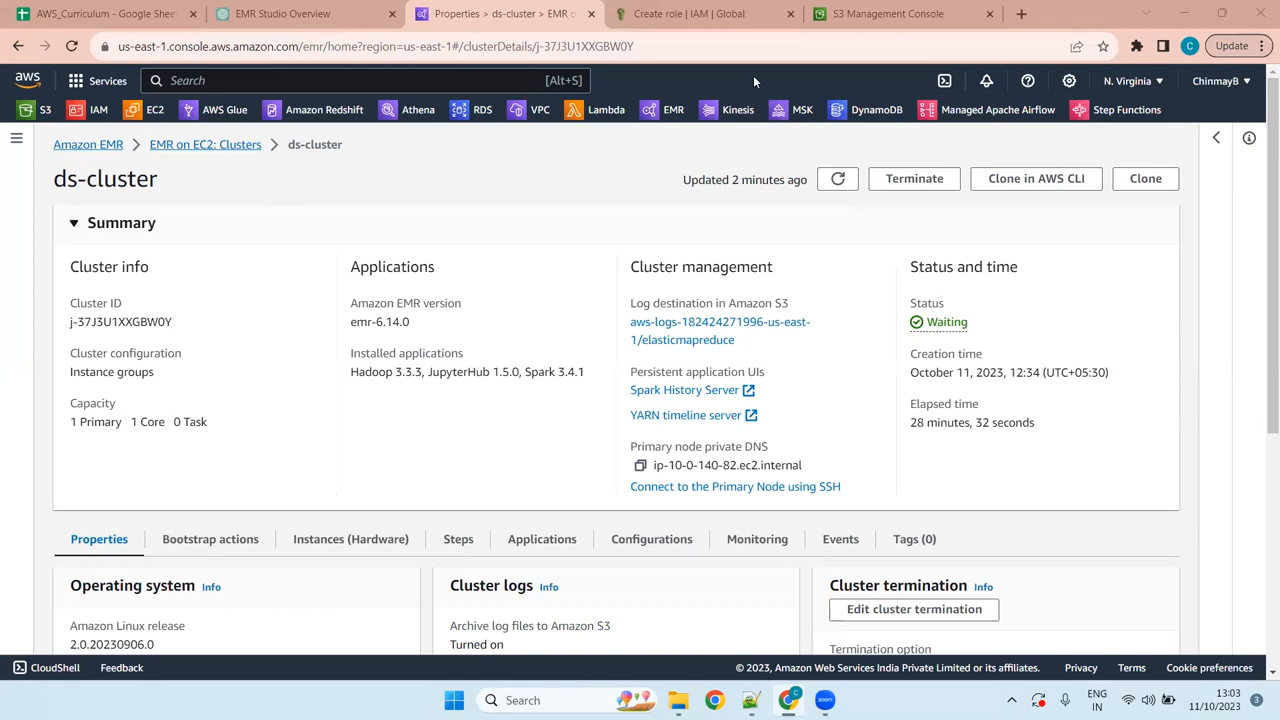 AWS_Curriculum - Google Sheet
EMR Studio Overview
Properties > ds-cluster > EMR o
Create role | IAM | Global
S3 Management Console
us-east-1.console.aws.amazon.com/emr/home?region=us-east-1#/clusterDetails/j-37J3U1XXGBW0Y
C
Update
aws
Services
Search
[Alt+S]
N. Virginia
ChinmayB
S3
IAM
EC2
AWS Glue
Amazon Redshift
Athena
RDS
VPC
Lambda
EMR
Kinesis
MSK
DynamoDB
Managed Apache Airflow
Step Functions
Amazon EMR
EMR on EC2: Clusters
ds-cluster
ds-cluster
Updated 2 minutes ago
Terminate
Clone in AWS CLI
Clone
Summary
Cluster info
Cluster ID
j-37J3U1XXGBW0Y
Cluster configuration
Instance groups
Capacity
1 Primary 1 Core 0 Task
Applications
Amazon EMR version
emr-6.14.0
Installed applications
Hadoop 3.3.3, JupyterHub 1.5.0, Spark 3.4.1
Cluster management
Log destination in Amazon S3
aws-logs-182424271996-us-east-
1/elasticmapreduce
Persistent application UIs
Spark History Server
YARN timeline server
Primary node private DNS
ip-10-0-140-82.ec2.internal
Connect to the Primary Node using SSH
Status and time
Status
Waiting
Creation time
October 11, 2023, 12:34 (UTC+05:30)
Elapsed time
28 minutes, 32 seconds
Properties
Bootstrap actions
Instances (Hardware)
Steps
Applications
Configurations
Monitoring
Events
Tags (0)
Operating system Info
Amazon Linux release
2.0.20230906.0
Cluster logs Info
Archive log files to Amazon S3
Turned on
Cluster termination Info
Edit cluster termination
Termination option
CloudShell
Feedback
© 2023, Amazon Web Services India Private Limited or its affiliates.
Privacy
Terms
Cookie preferences
Search
C
zoom
ENG
IN
13:03
11/10/2023
3